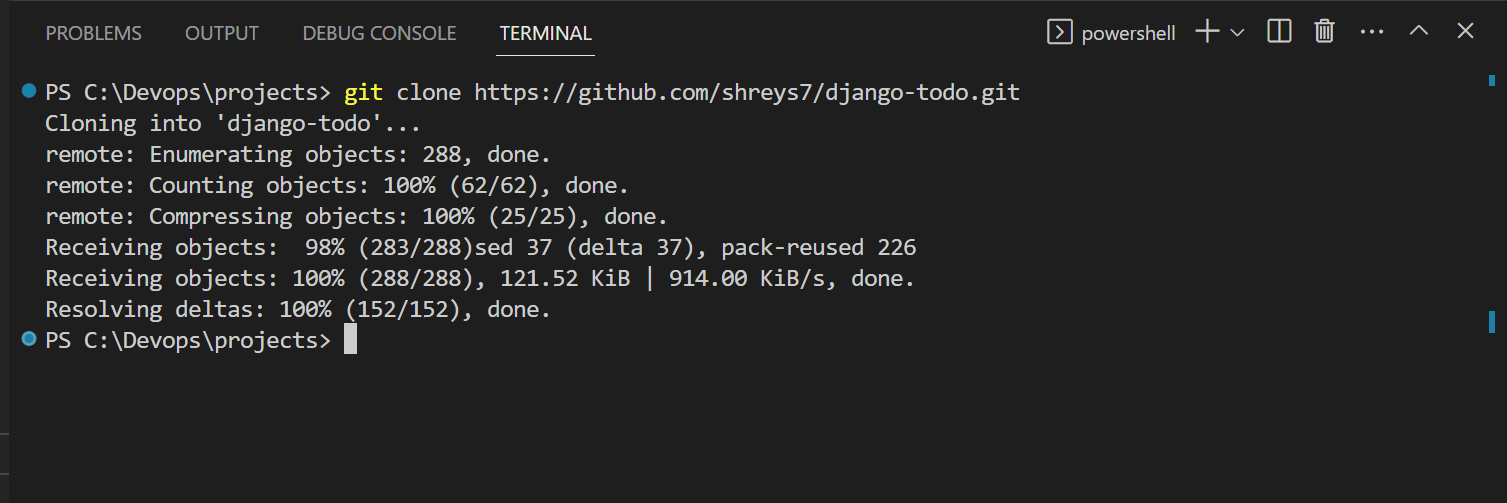 PROBLEMS OUTPUT DEBUG CONSOLE TERMINAL powershell
PS C:\Devops\projects> git clone https://github.com/shreys7/django-todo.git
Cloning into 'django-todo'...
remote: Enumerating objects: 288, done.
remote: Counting objects: 100% (62/62), done.
remote: Compressing objects: 100% (25/25), done.
Receiving objects:  98% (283/288)sed 37 (delta 37), pack-reused 226
Receiving objects: 100% (288/288), 121.52 KiB | 914.00 KiB/s, done.
Resolving deltas: 100% (152/152), done.
PS C:\Devops\projects>